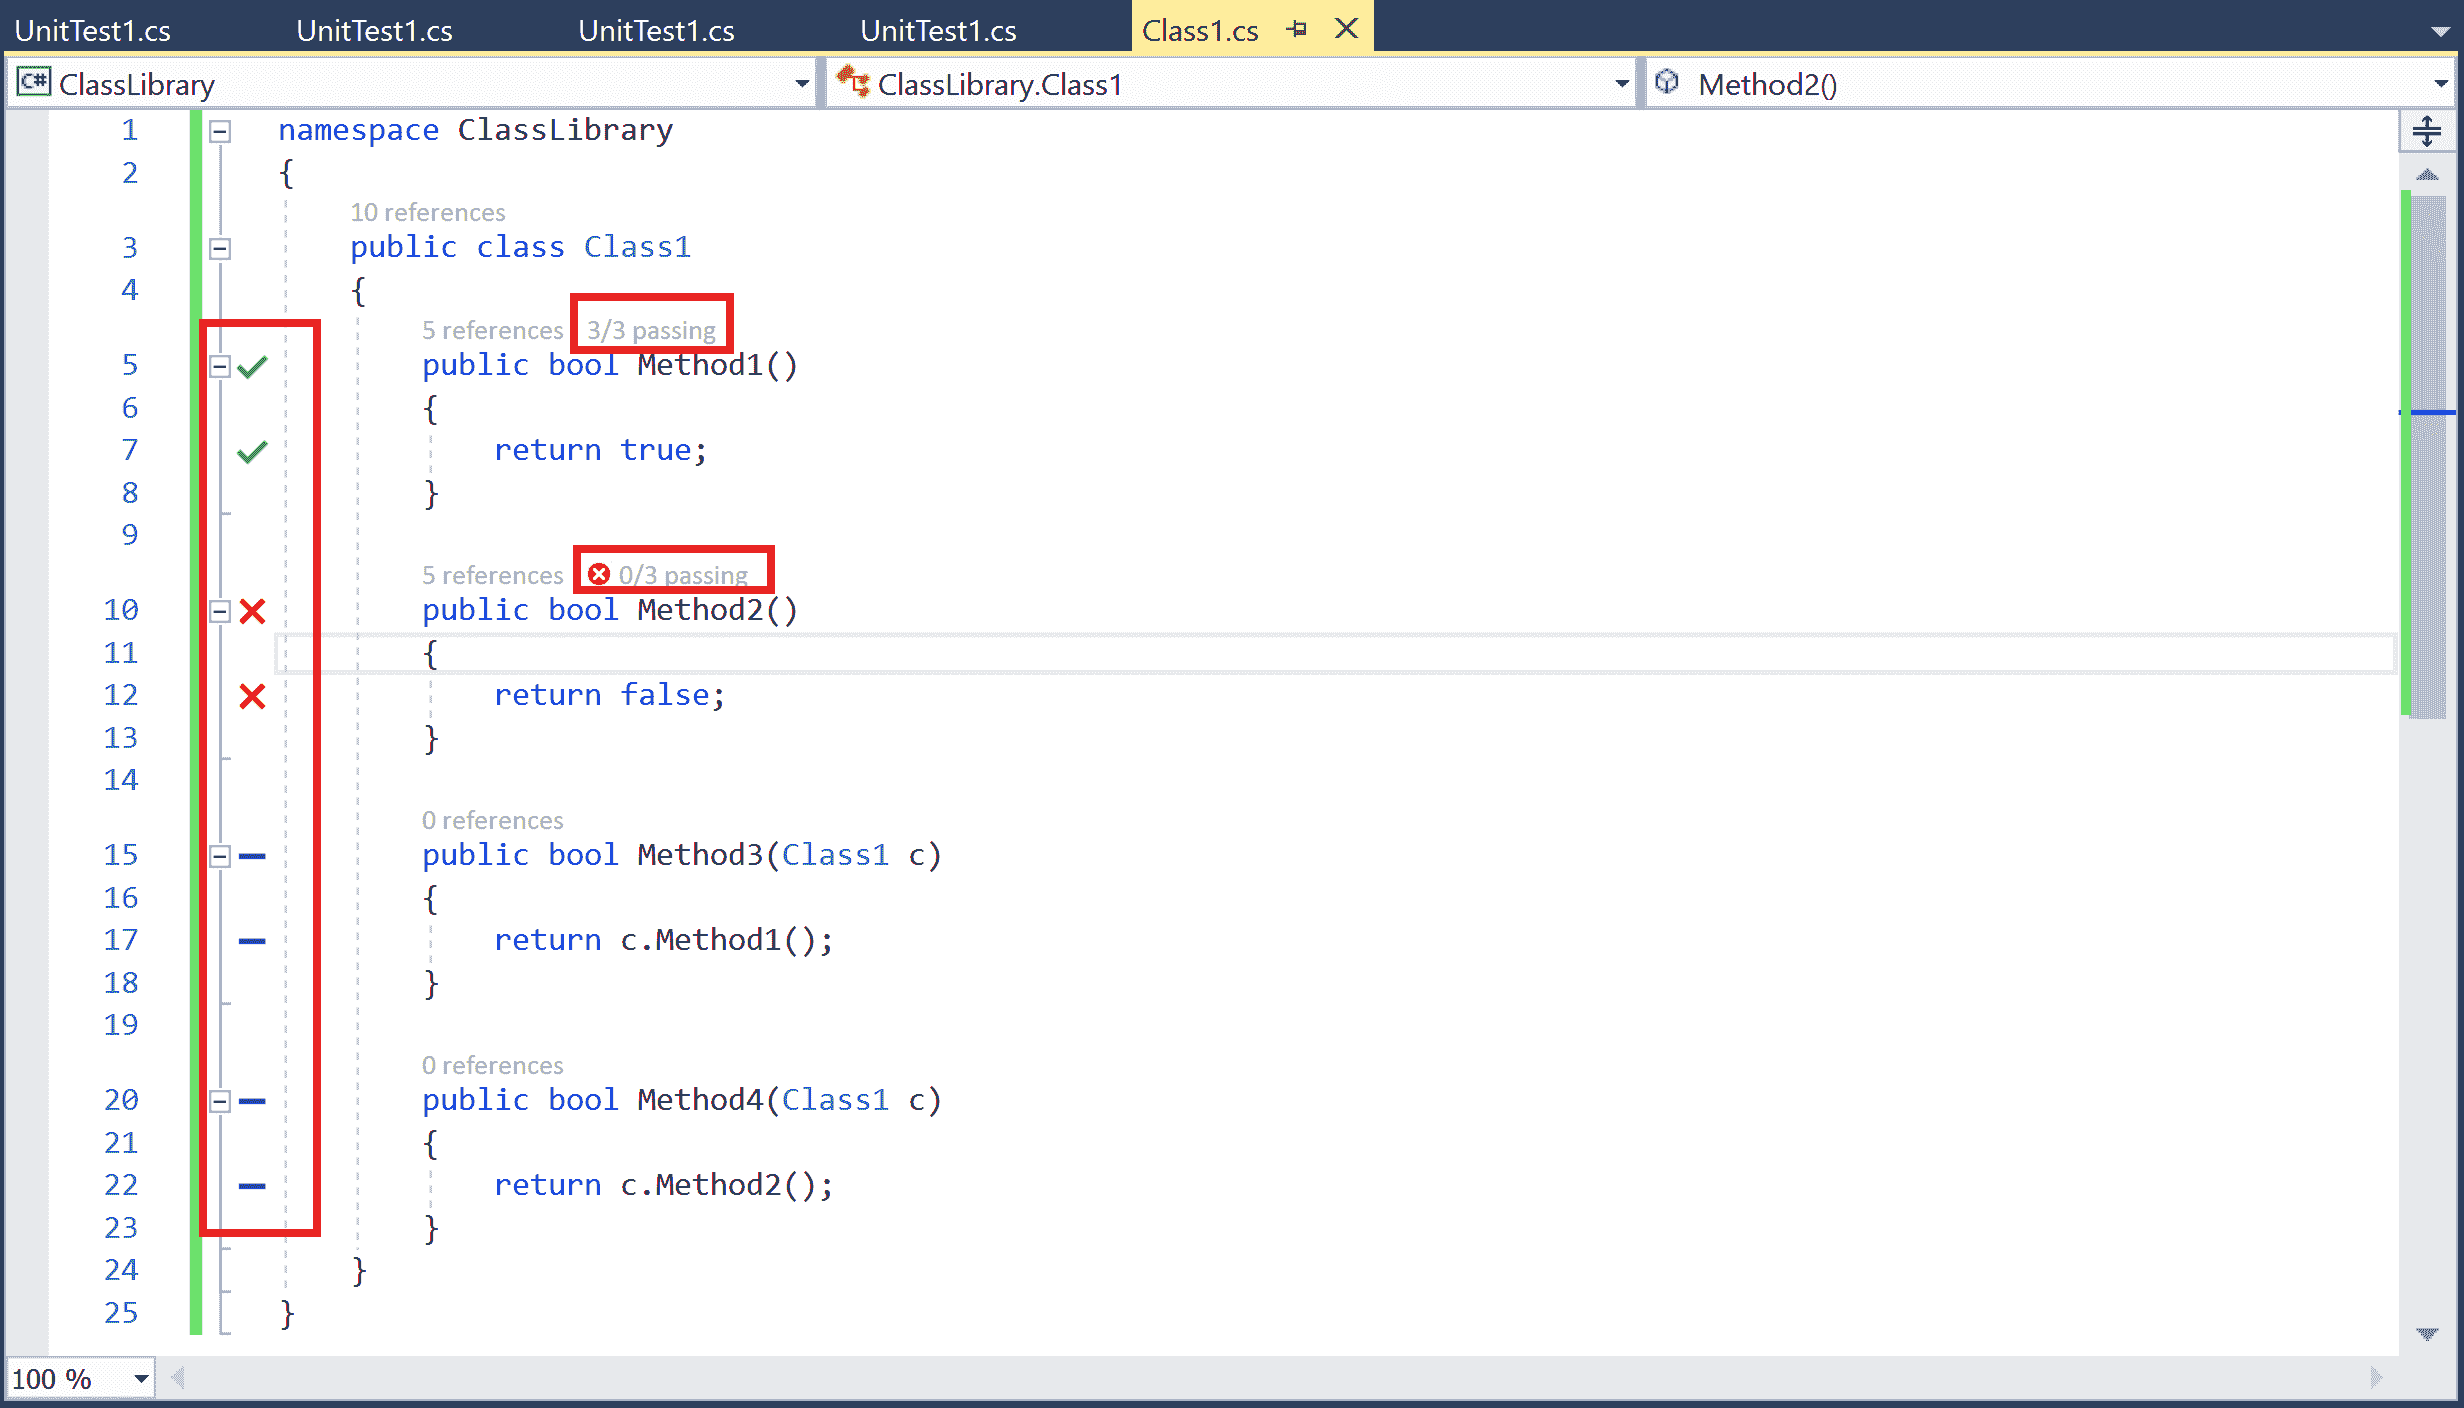 UnitTest1.cs UnitTest1.cs UnitTest1.cs UnitTest1.cs Class1.cs
C# ClassLibrary ClassLibrary.Class1 Method2()
1 namespace ClassLibrary
2 {
10 references
3 public class Class1
4 {
5 references 3/3 passing
5 public bool Method1()
6 {
7 return true;
8 }
9
5 references 0/3 passing
10 public bool Method2()
11 {
12 return false;
13 }
14
0 references
15 public bool Method3(Class1 c)
16 {
17 return c.Method1();
18 }
19
0 references
20 public bool Method4(Class1 c)
21 {
22 return c.Method2();
23 }
24 }
25 }
100 %